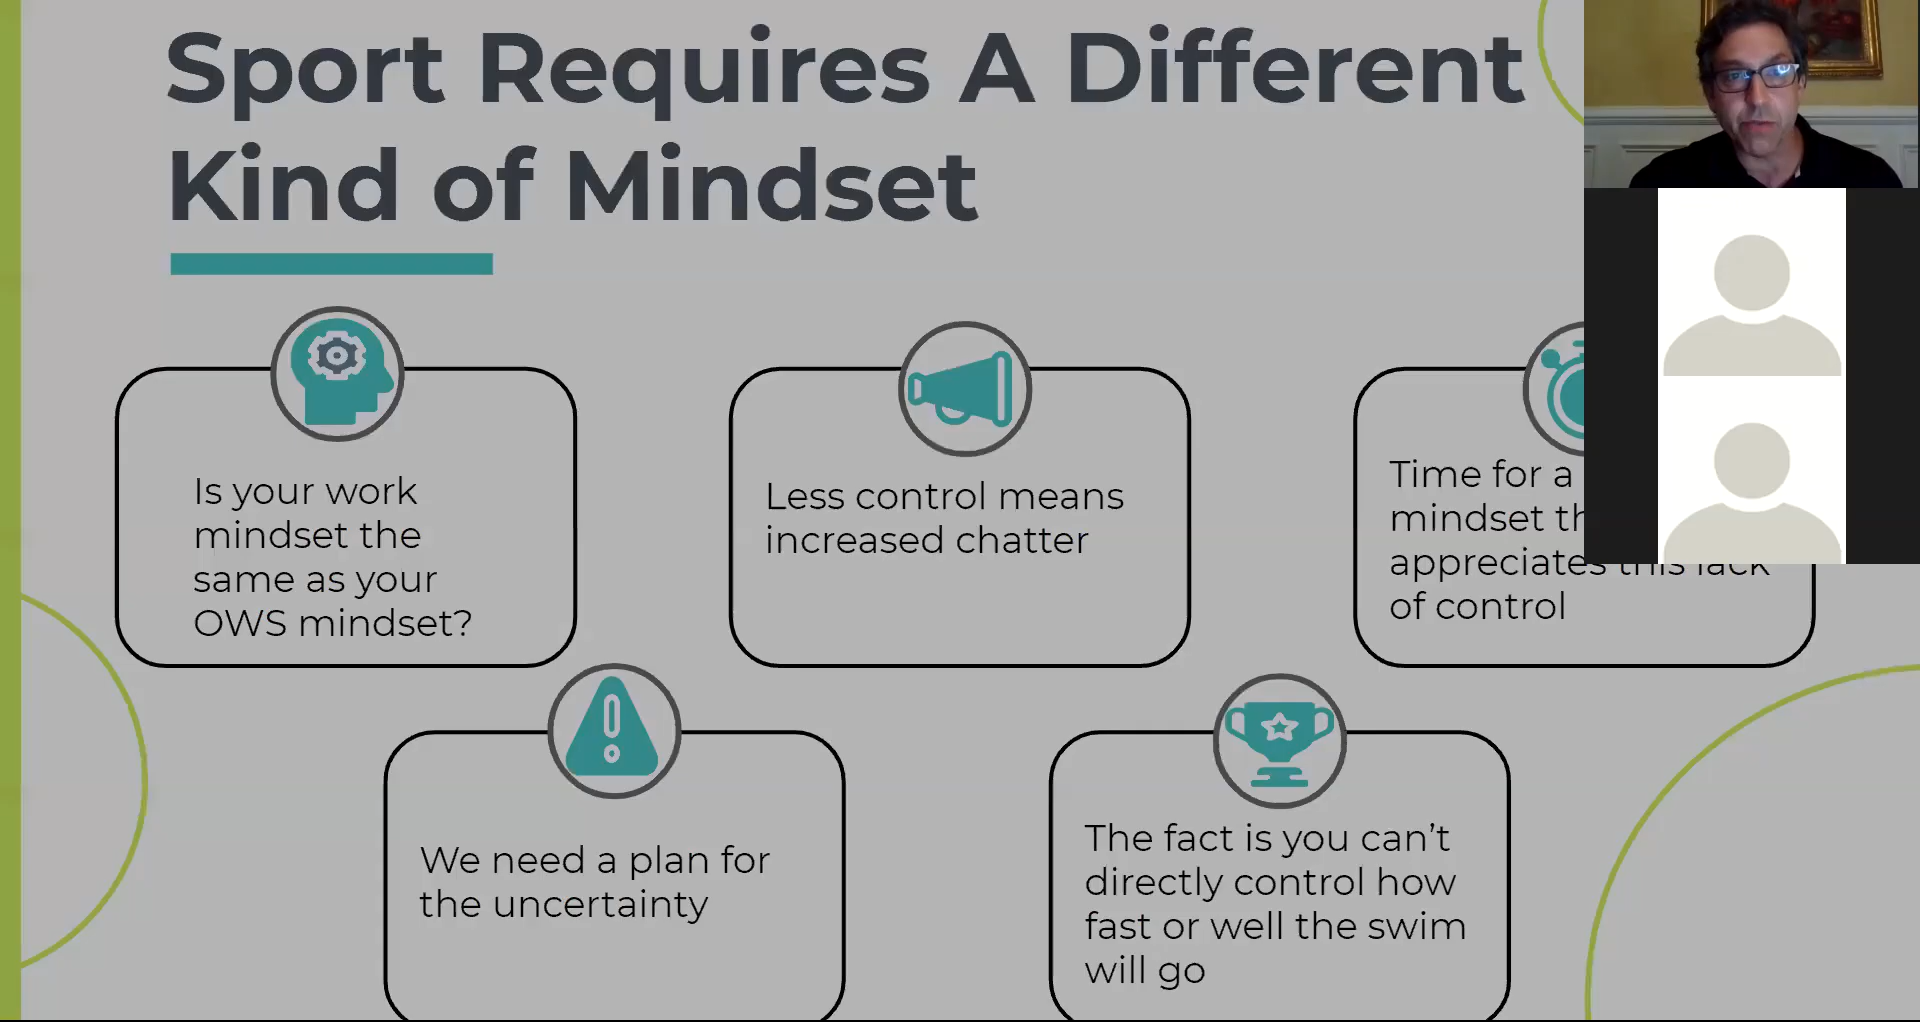 Sport Requires A Different
Kind of Mindset
Is your work
mindset the
same as your
OWS mindset?
Less control means
increased chatter
Time for a
mindset
appreciates this lack
of control
We need a plan for
the uncertainty
The fact is you can’t
directly control how
fast or well the swim
will go